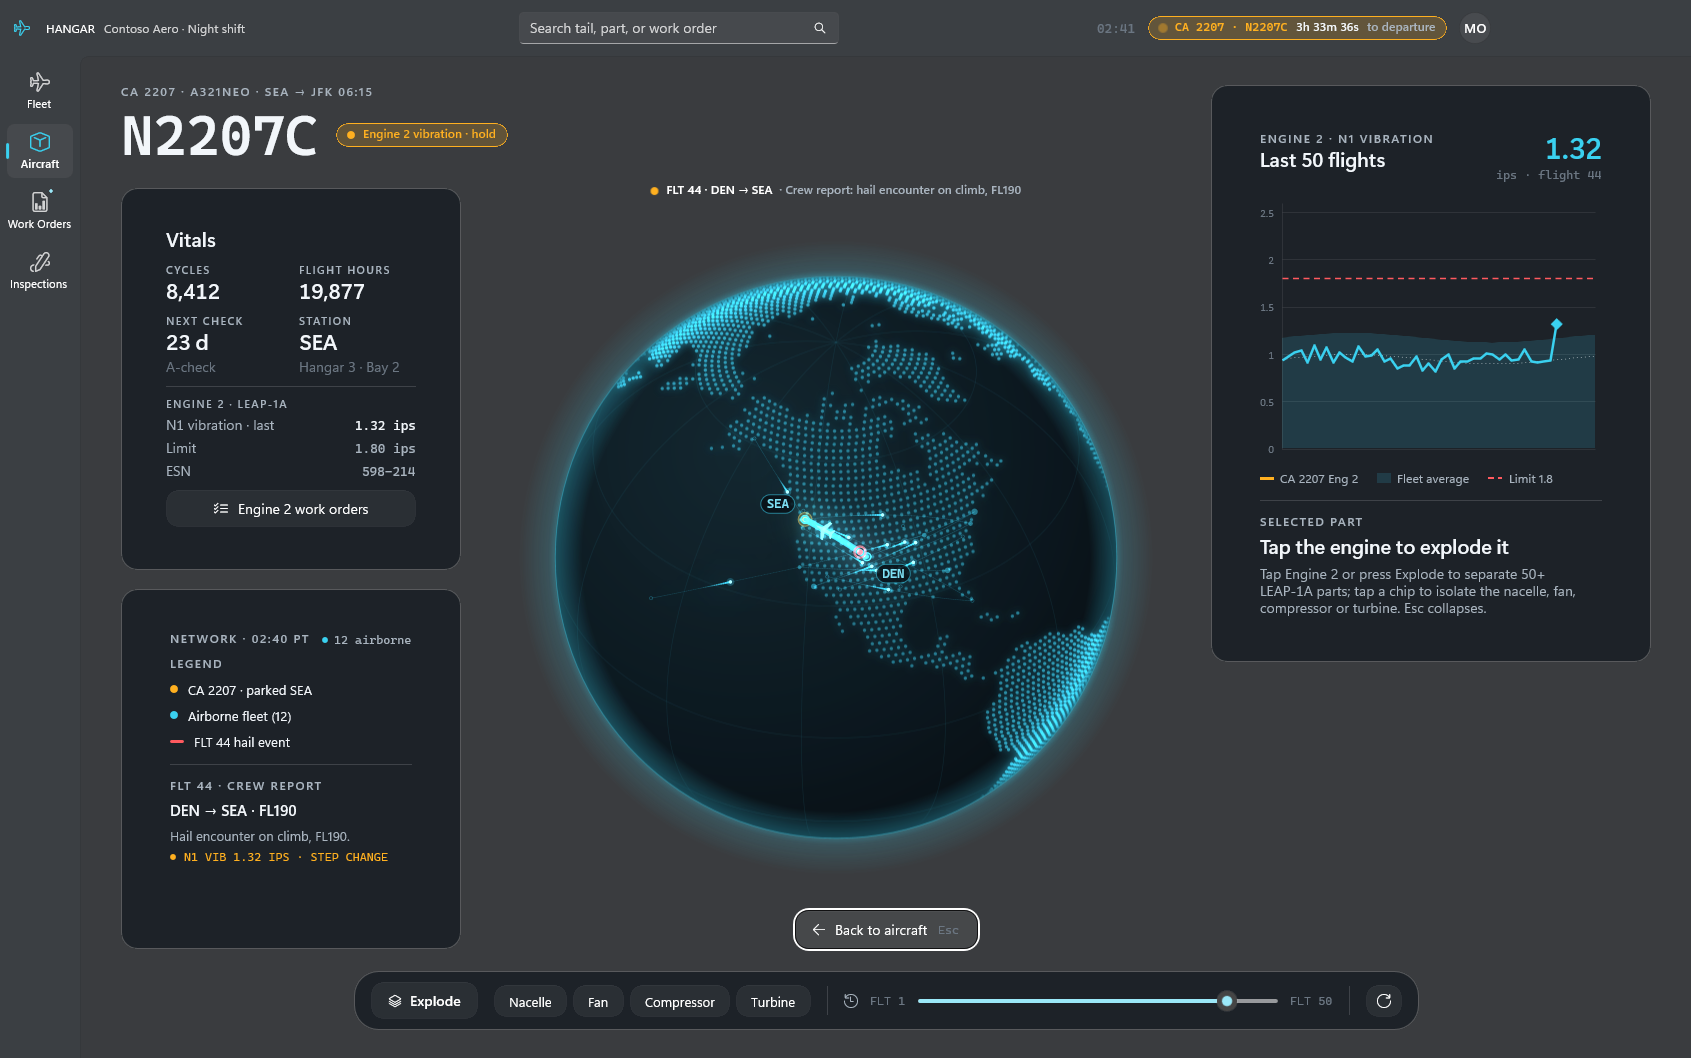 HANGAR Contoso Aero · Night shift
Search tail, part, or work order
02:41
CA 2207 · N2207C 3h 33m 36s to departure
MO
Fleet
Aircraft
Work Orders
Inspections
CA 2207 · A321NEO · SEA → JFK 06:15
N2207C
Engine 2 vibration · hold
Vitals
CYCLES
8,412
FLIGHT HOURS
19,877
NEXT CHECK
23 d
A-check
STATION
SEA
Hangar 3 · Bay 2
ENGINE 2 · LEAP-1A
N1 vibration · last 1.32 ips
Limit 1.80 ips
ESN 598-214
Engine 2 work orders
NETWORK · 02:40 PT 12 airborne
LEGEND
CA 2207 · parked SEA
Airborne fleet (12)
FLT 44 hail event
FLT 44 · CREW REPORT
DEN → SEA · FL190
Hail encounter on climb, FL190.
N1 VIB 1.32 IPS · STEP CHANGE
FLT 44 · DEN → SEA · Crew report: hail encounter on climb, FL190
SEA
DEN
Back to aircraft Esc
Explode
Nacelle
Fan
Compressor
Turbine
FLT 1
FLT 50
ENGINE 2 · N1 VIBRATION
Last 50 flights
1.32
ips · flight 44
2.5
2
1.5
1
0.5
0
CA 2207 Eng 2
Fleet average
Limit 1.8
SELECTED PART
Tap the engine to explode it
Tap Engine 2 or press Explode to separate 50+
LEAP-1A parts; tap a chip to isolate the nacelle, fan,
compressor or turbine. Esc collapses.